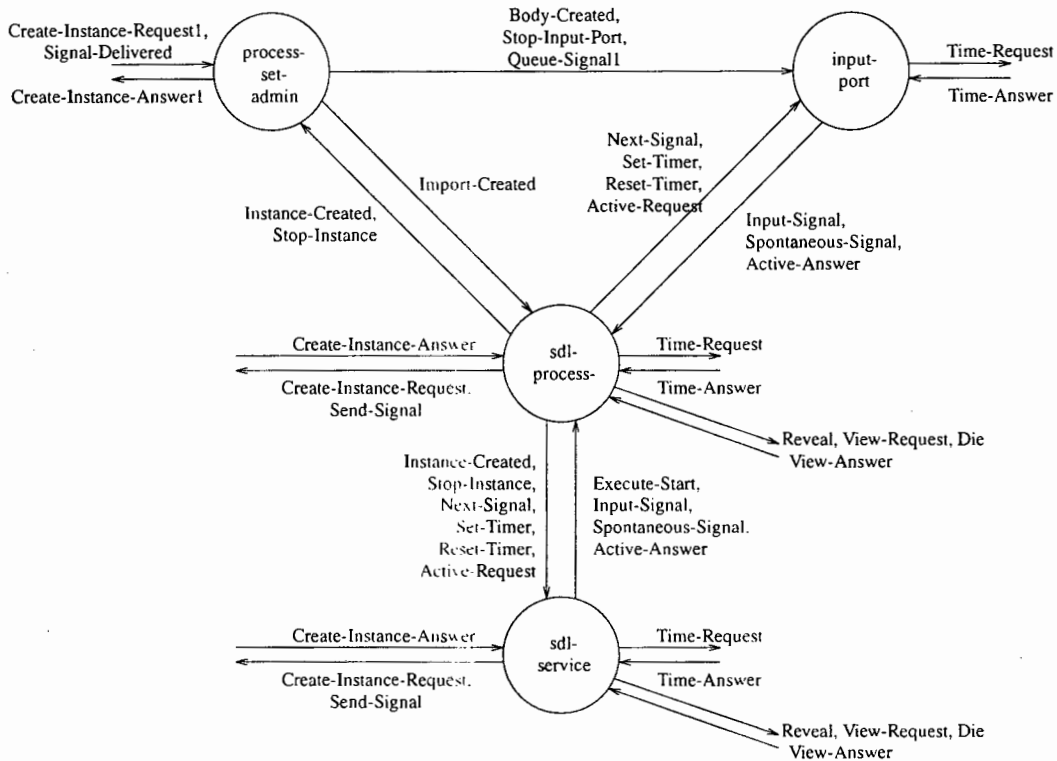 Create-Instance-Request1,
Signal-Delivered
Create-Instance-Answer1
process-
set-
admin
Body-Created,
Stop-Input-Port,
Queue-Signal1
input-
port
Time-Request
Time-Answer
Import-Created
Instance-Created,
Stop-Instance
Next-Signal,
Set-Timer,
Reset-Timer,
Active-Request
Input-Signal,
Spontaneous-Signal,
Active-Answer
Create-Instance-Answer
Create-Instance-Request.
Send-Signal
sdl-
process-
Time-Request
Time-Answer
Reveal, View-Request, Die
View-Answer
Instance-Created,
Stop-Instance,
Next-Signal,
Set-Timer,
Reset-Timer,
Active-Request
Execute-Start,
Input-Signal,
Spontaneous-Signal.
Active-Answer
Create-Instance-Answer
Create-Instance-Request.
Send-Signal
sdl-
service
Time-Request
Time-Answer
Reveal, View-Request, Die
View-Answer